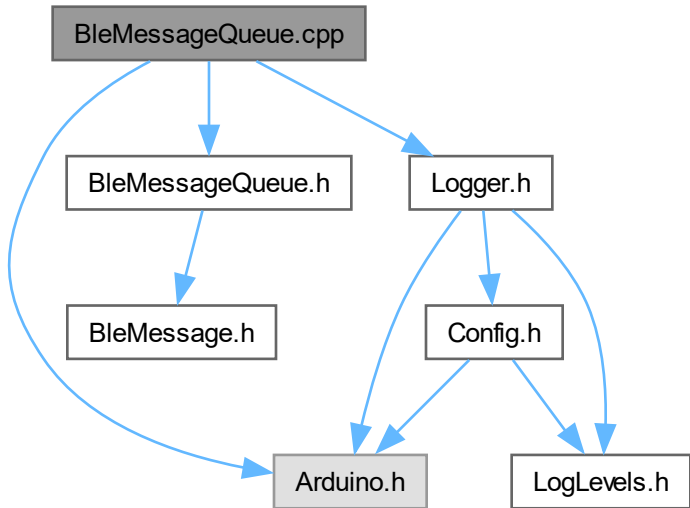 BleMessageQueue.cpp
BleMessageQueue.h
Logger.h
BleMessage.h
Config.h
Arduino.h
LogLevels.h